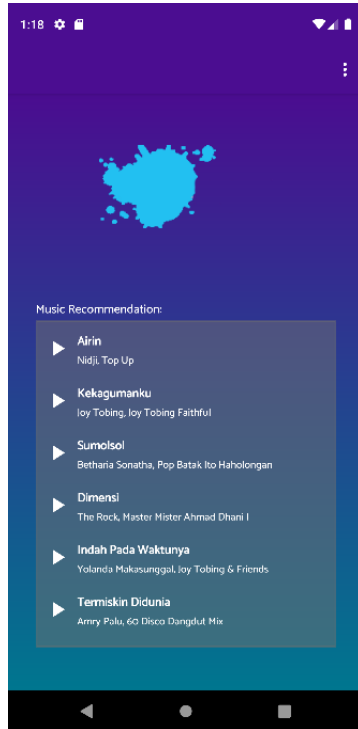 1:18
Music Recommendation:
Airin
Nidji, Top Up
Kekagumanku
Joy Tobing, Joy Tobing Faithful
Sumolsol
Betharia Sonatha, Pop Batak Ito Haholongan
Dimensi
The Rock, Master Mister Ahmad Dhani I
Indah Pada Waktunya
Yolanda Makasunggal, Joy Tobing & Friends
Termiskin Didunia
Amry Palu, 60 Disco Dangdut Mix